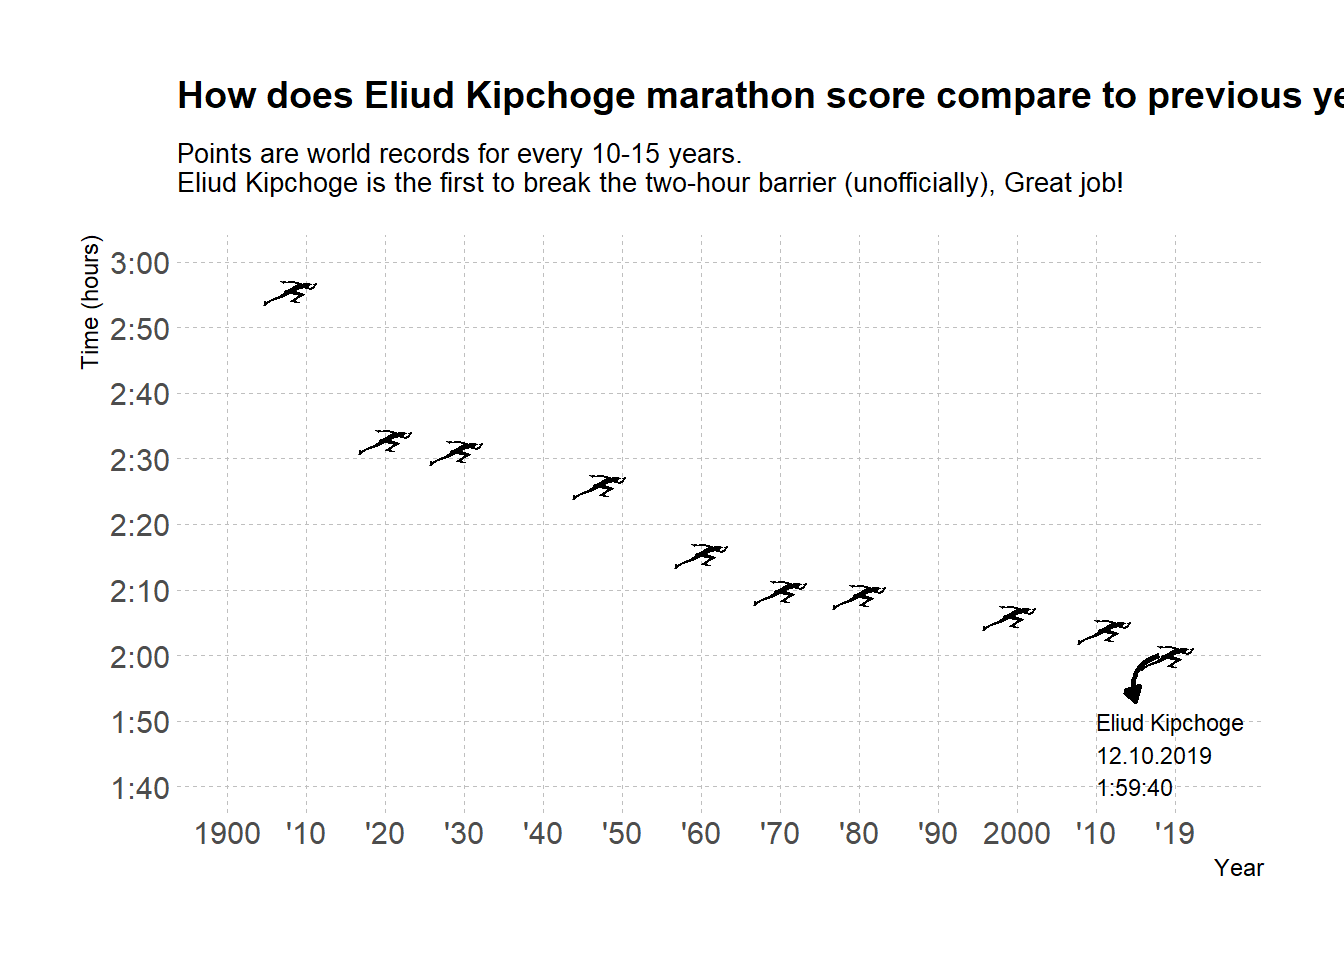 How does Eliud Kipchoge marathon score compare to previous
Points are world records for every 10-15 years.
Eliud Kipchoge is the first to break the two-hour barrier (unofficially), Great job!
Time (hours)
3:00
2:50
2:40
2:30
2:20
2:10
2:00
1:50
1:40
Eliud Kipchoge
12.10.2019
1:59:40
1900 '10 '20 '30 '40 '50 '60 '70 '80 '90 2000 '10 '19
Year